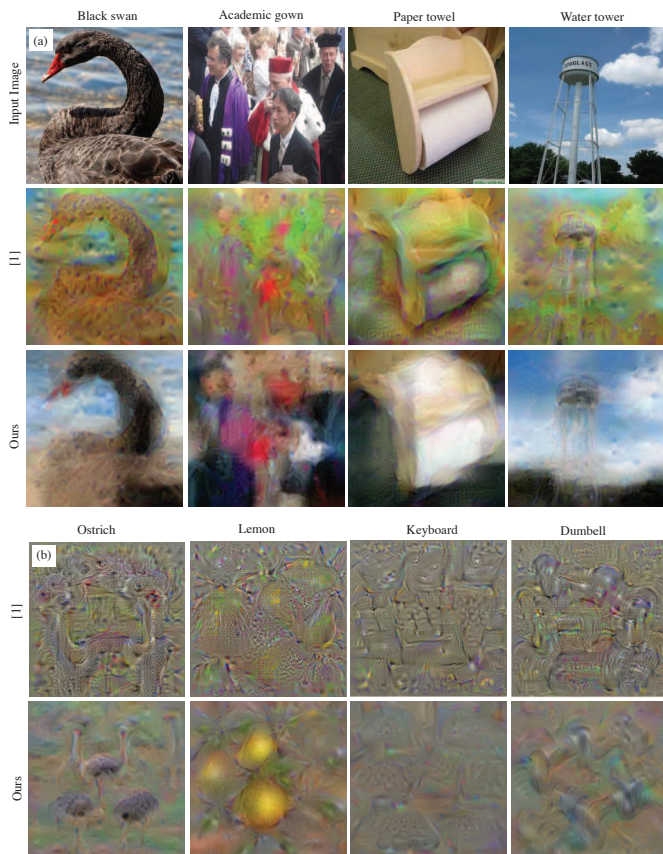 Black swan
Academic gown
Paper towel
Water tower
(a)
Input Image
[1]
Ours
Ostrich
Lemon
Keyboard
Dumbell
(b)
[1]
Ours